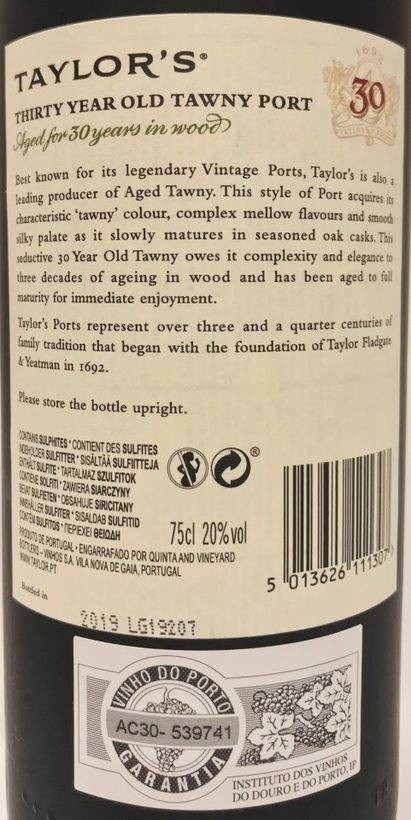 TAYLOR'S®
1692
30
THIRTY YEAR OLD TAWNY PORT
Aged for 30 years in wood
Best known for its legendary Vintage Ports, Taylor's is also a
leading producer of Aged Tawny. This style of Port acquires its
characteristic 'tawny' colour, complex mellow flavours and smooth
silky palate as it slowly matures in seasoned oak casks. This
seductive 30 Year Old Tawny owes it complexity and elegance to
three decades of ageing in wood and has been aged to full
maturity for immediate enjoyment.
Taylor's Ports represent over three and a quarter centuries of
family tradition that began with the foundation of Taylor Fladgate
& Yeatman in 1692.
Please store the bottle upright.
CONTAINS SULPHITES * CONTIENT DES SULFITES
INDEHOLDER SULFITTER * SISÄLTÄÄ SULFIITTEJA
ENTHÄLT SULFITE * TARTALMAZ SZULFITOK
CONTIENE SOLFITI * ZAWIERA SIARCZYNY
BEVAT SULFIETEN * OBSAHUJE SIRICITANY
INNEHÅLLER SULFITER * SISALDAB SULFITID
CONTÉM SULFITOS * ΠΕΡΙΕΧΕΙ ΘΕΙΩΔΗ
PRODUTO DE PORTUGAL * ENGARRAFADO POR QUINTA AND VINEYARD
BOTTLERS - VINHOS S.A. VILA NOVA DE GAIA, PORTUGAL
WWW.TAYLOR.PT
®
75cl 20%vol
5 013626 111307 >
Bottled in
2019 LG19207
VINHO DO PORTO
AC30- 539741
GARANTIA
INSTITUTO DOS VINHOS
DO DOURO E DO PORTO, IP